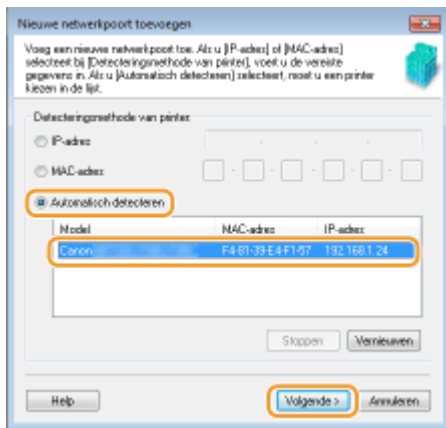 Nieuwe netwerkpoort toevoegen
Voeg een nieuwe netwerkpoort toe. Als u [IP-adres] of [MAC-adres]
selecteert bij [Detecteringsmethode van printer], voert u de vereiste
gegevens in. Als u [Automatisch detecteren] selecteert, moet u een printer
kiezen in de lijst.
Detecteringsmethode van printer
IP-adres
MAC-adres
Automatisch detecteren
Model MAC-adres IP-adres
Canon F4-81-39-E4-F1-57 192.168.1.24
Stoppen Vernieuwen
Help Volgende > Annuleren